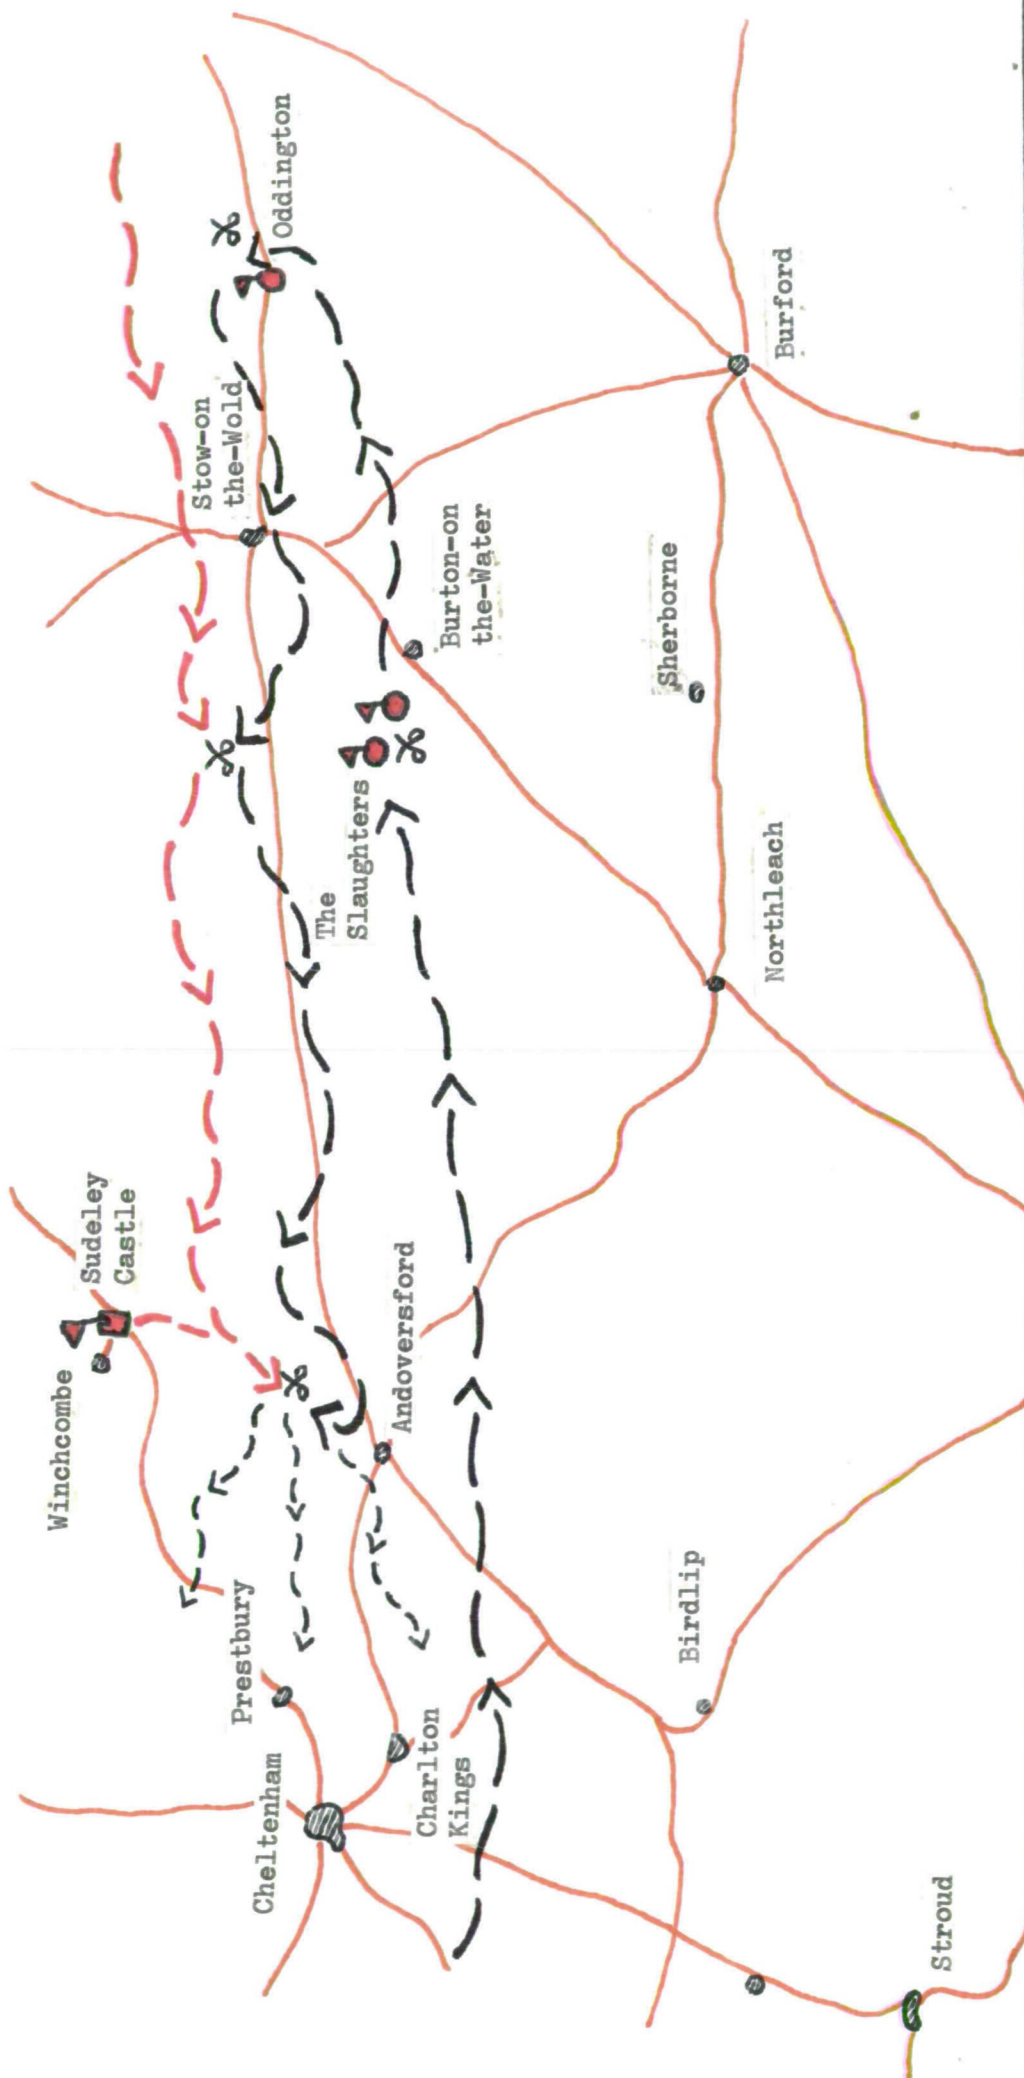 Winchcombe
Sudeley
Castle
Stow-on
the-Wold
Oddington
Cheltenham
Prestbury
Andoversford
The
Slaughters
Charlton
Kings
Burton-on
the-Water
Birdlip
Northleach
Sherborne
Burford
Stroud